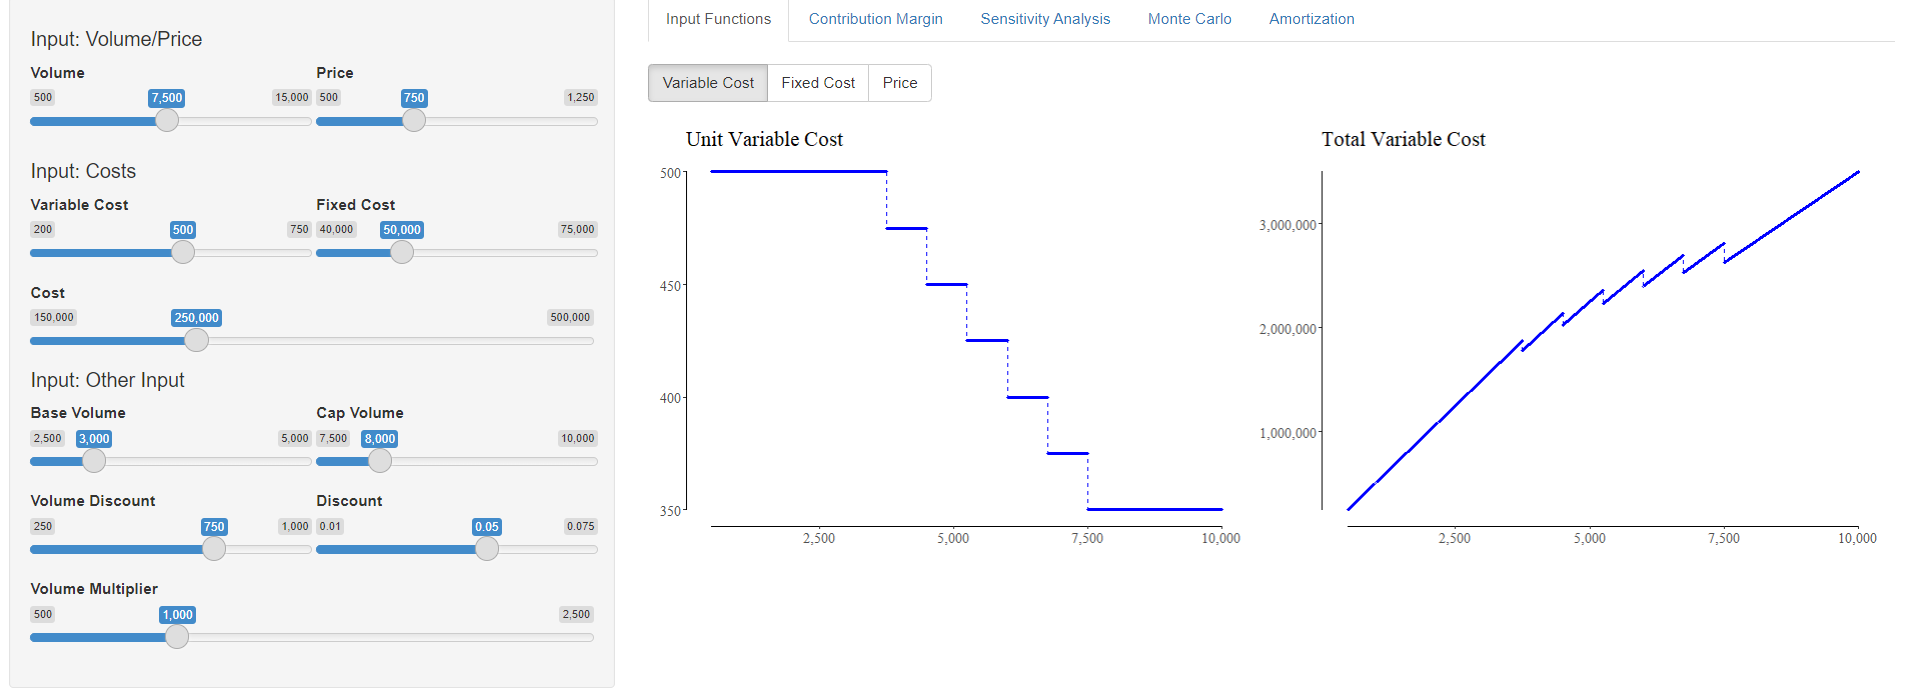 Input: Volume/Price
Volume Price
500 7,500 15,000 500 750 1,250
Input: Costs
Variable Cost Fixed Cost
200 500 750 40,000 50,000 75,000
Cost
150,000 250,000 500,000
Input: Other Input
Base Volume Cap Volume
2,500 3,000 5,000 7,500 8,000 10,000
Volume Discount Discount
250 750 1,000 0.01 0.05 0.075
Volume Multiplier
500 1,000 2,500
Input Functions Contribution Margin Sensitivity Analysis Monte Carlo Amortization
Variable Cost Fixed Cost Price
Unit Variable Cost
500
450
400
350
2,500 5,000 7,500 10,000
Total Variable Cost
3,000,000
2,000,000
1,000,000
2,500 5,000 7,500 10,000